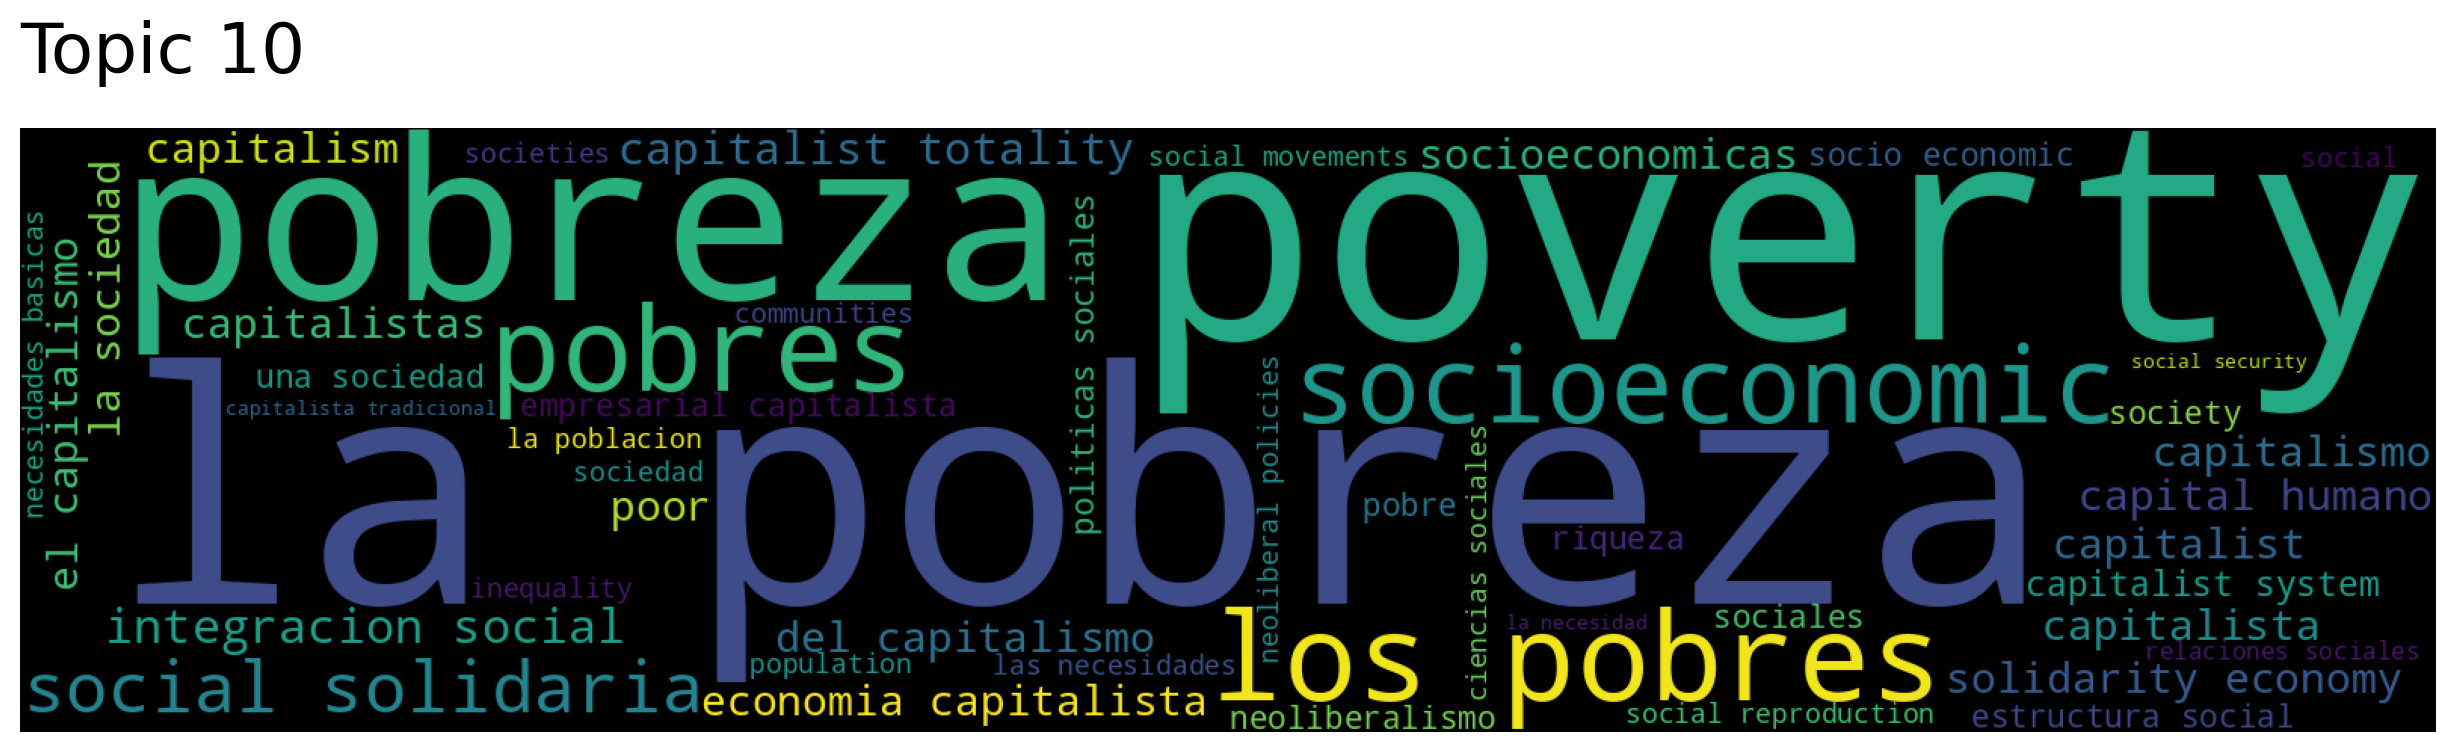 Topic 10
capitalism
societies
capitalist totality
social movements
socioeconomicas
socio economic
social
pobreza
poverty
la sociedad
el capitalismo
necesidades basicas
capitalistas
communities
pobres
politicas sociales
socioeconomic
social security
una sociedad
capitalista tradicional
empresarial capitalista
society
la pobreza
la poblacion
sociedad
poor
neoliberal policies
pobre
ciencias sociales
riqueza
capitalismo
capital humano
capitalist
capitalist system
inequality
integracion social
del capitalismo
la necesidad
sociales
capitalista
relaciones sociales
population
las necesidades
los pobres
social solidaria
economia capitalista
solidarity economy
neoliberalismo
social reproduction
estructura social